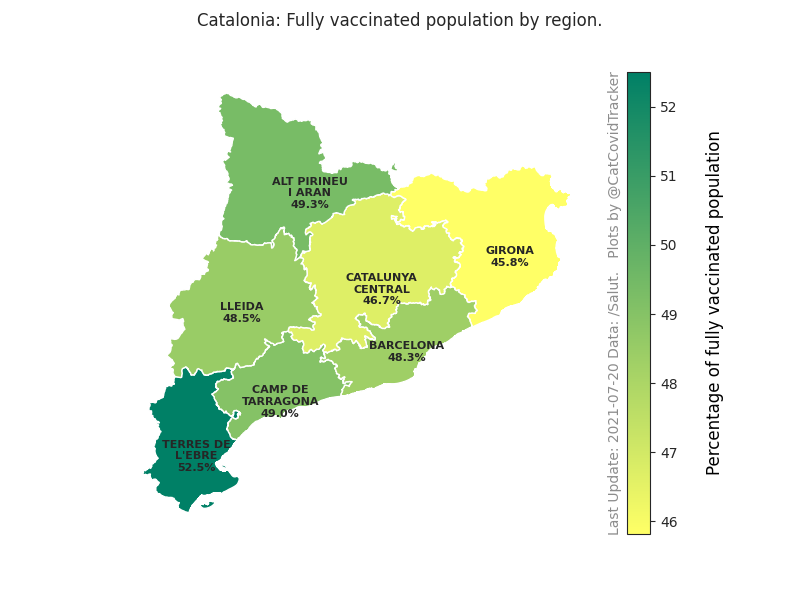 Catalonia: Fully vaccinated population by region.
ALT PIRINEU
I ARAN
49.3%
GIRONA
45.8%
CATALUNYA
CENTRAL
46.7%
LLEIDA
48.5%
BARCELONA
48.3%
CAMP DE
TARRAGONA
49.0%
TERRES DE
L'EBRE
52.5%
Last Update: 2021-07-20 Data: /Salut.   Plots by @CatCovidTracker
52
51
50
49
48
47
46
Percentage of fully vaccinated population